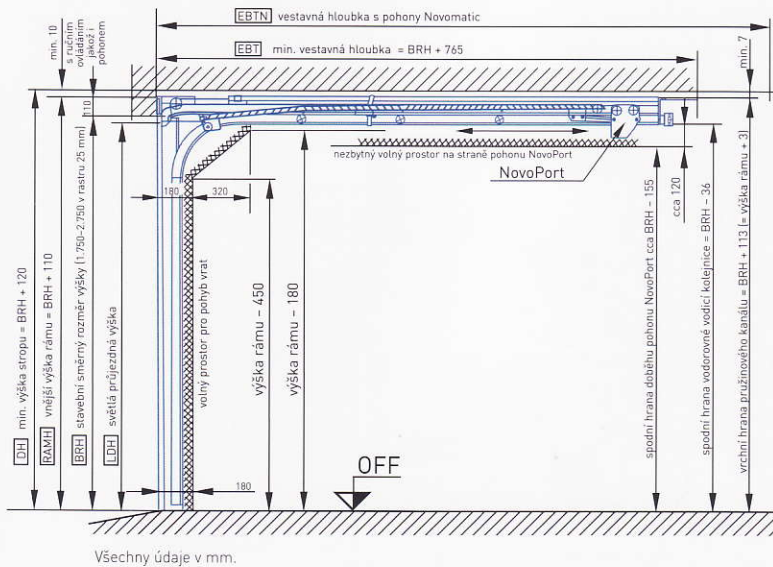 EBTN vestavná hloubka s pohony Novomatic
EBT min. vestavná hloubka = BRH + 765
min. 10
s ručním
ovládáním
jakož i
pohonem
110
min. 7
nezbytný volný prostor na straně pohonu NovoPort
NovoPort
cca 120
180
320
DH min. výška stropu = BRH + 120
RAMH vnější výška rámu = BRH + 110
BRH stavební směrný rozměr výšky (1.750–2.750 v rastru 25 mm)
LDH světlá průjezdná výška
volný prostor pro pohyb vrat
výška rámu – 450
výška rámu – 180
spodní hrana doběhu pohonu NovoPort cca BRH – 155
spodní hrana vodorovné vodicí kolejnice = BRH – 36
vrchní hrana pružinového kanálu = BRH + 113 (= výška rámu + 3)
180
OFF
Všechny údaje v mm.